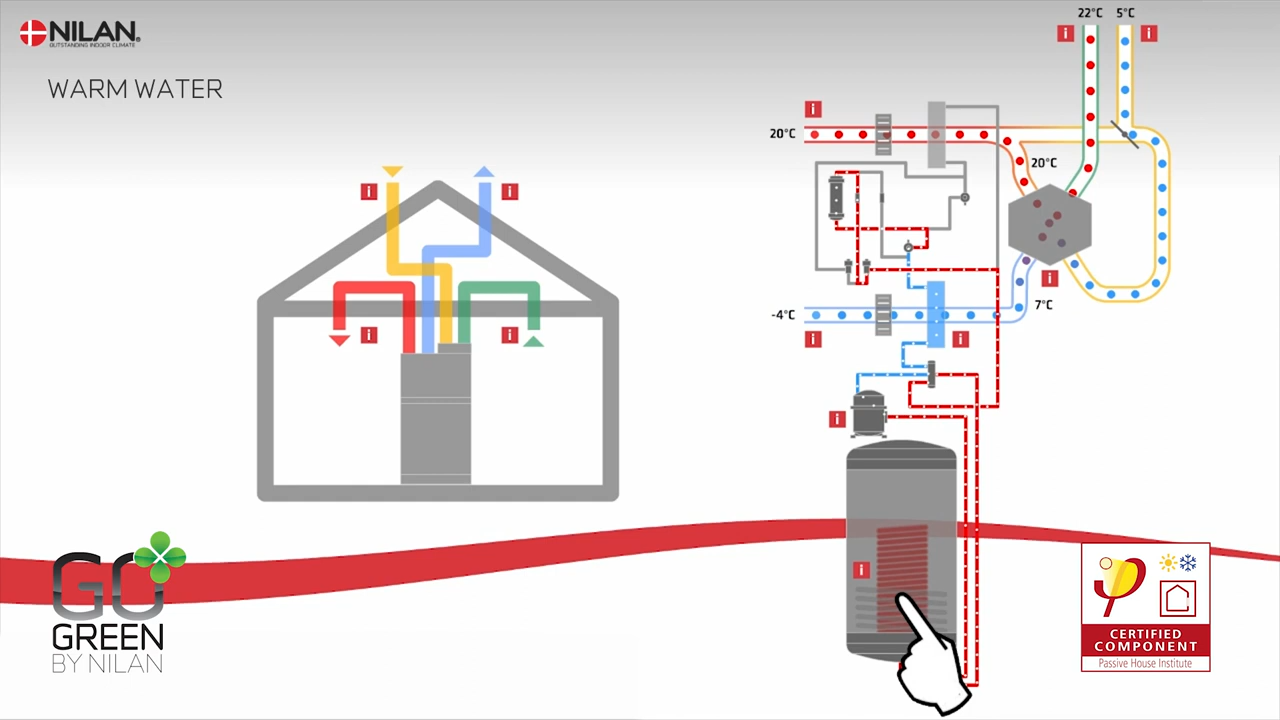 NILAN®
OUTSTANDING INDOOR CLIMATE
WARM WATER
22°C 5°C
i i
i
20°C
20°C
i i
i
7°C
-4°C
i i
i i
i
i
GO
GREEN
BY NILAN
CERTIFIED
COMPONENT
Passive House Institute